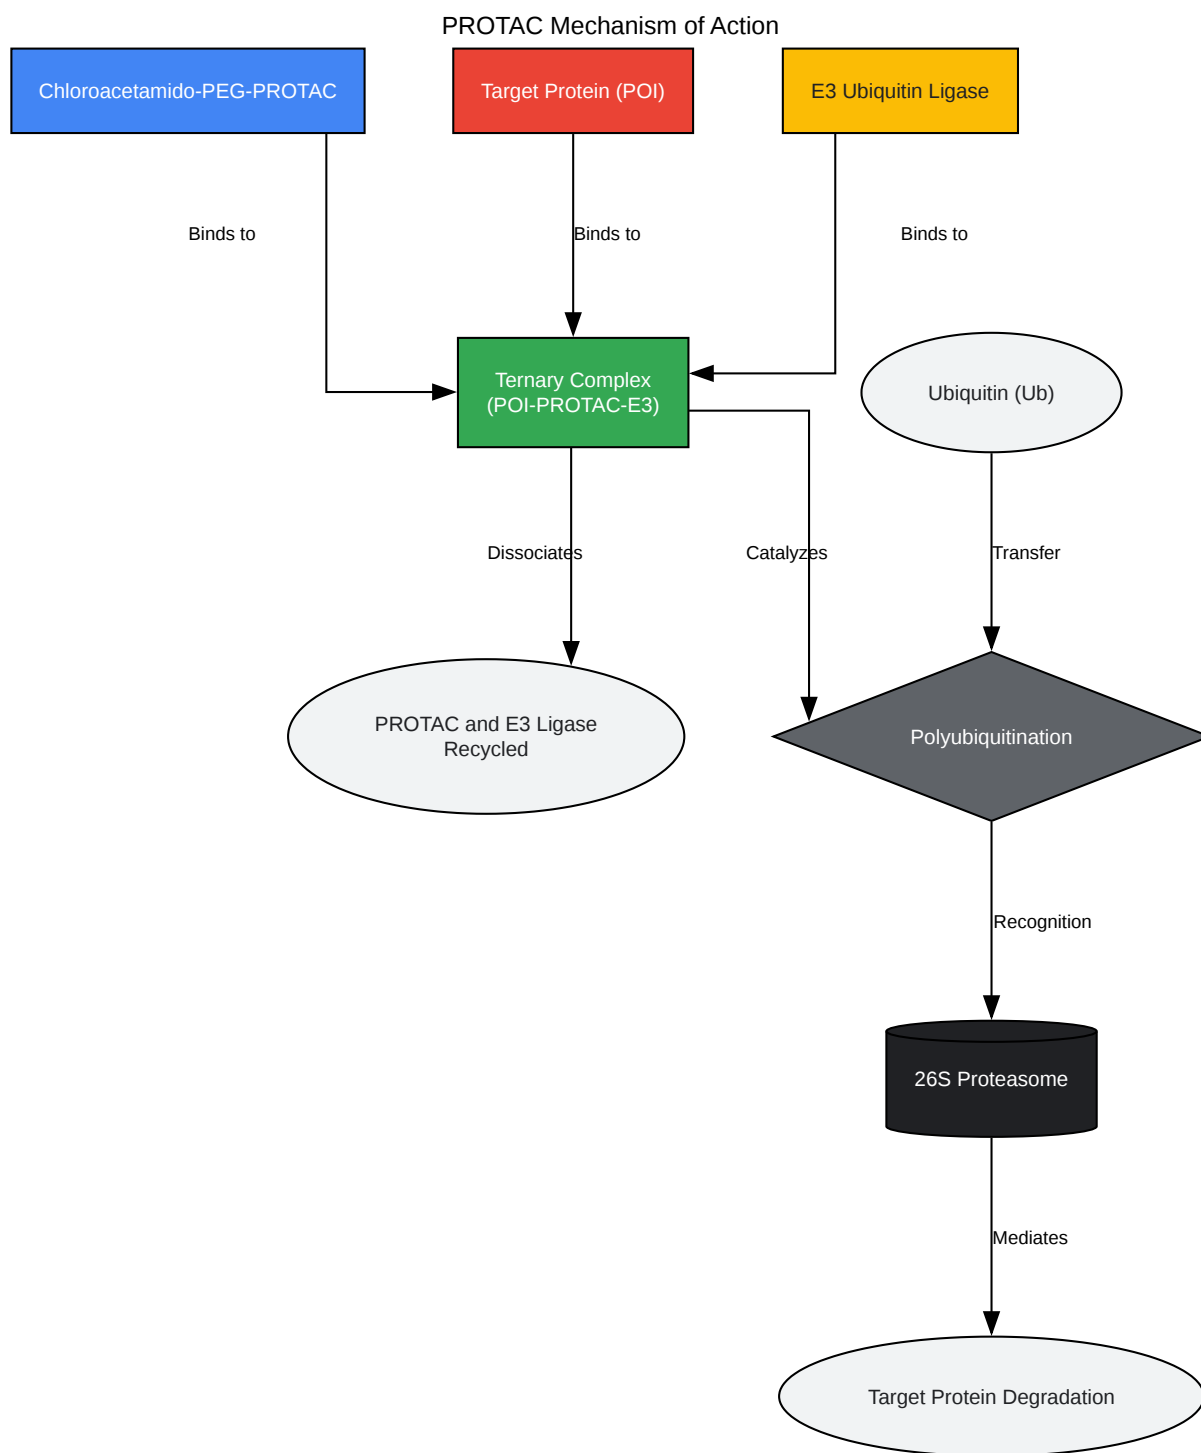 PROTAC Mechanism of Action
Chloroacetamido-PEG-PROTAC
Target Protein (POI)
E3 Ubiquitin Ligase
Binds to
Binds to
Binds to
Ternary Complex
(POI-PROTAC-E3)
Ubiquitin (Ub)
Dissociates
Catalyzes
Transfer
PROTAC and E3 Ligase
Recycled
Polyubiquitination
Recognition
26S Proteasome
Mediates
Target Protein Degradation